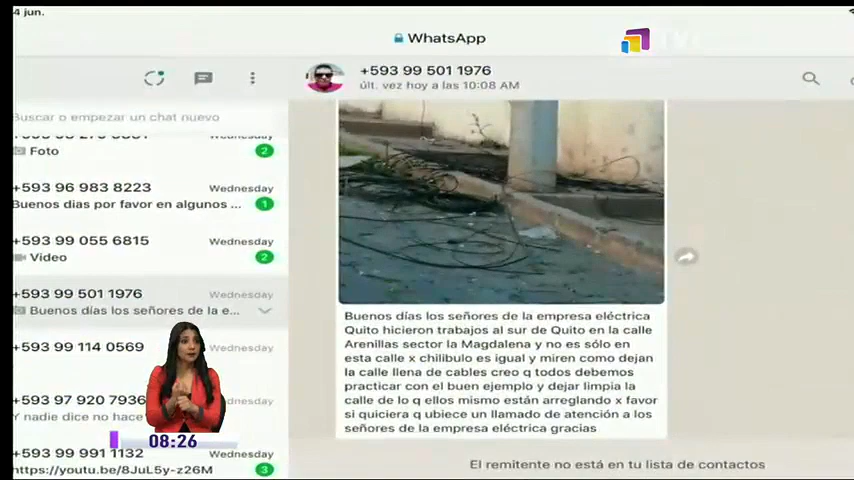 4 jun.
WhatsApp
+593 99 501 1976
últ. vez hoy a las 10:08 AM
Buscar o empezar un chat nuevo
Foto
2
+593 96 983 8223
Wednesday
Buenos dias por favor en algunos ...
1
+593 99 055 6815
Wednesday
Video
2
+593 99 501 1976
Wednesday
Buenos días los señores de la e...
+593 99 114 0569
Wednesday
+593 97 920 7936
Wednesday
Y nadie dice no hace
+593 99 991 1132
Wednesday
https://youtu.be/8JuL5y-z26M
3
Buenos días los señores de la empresa eléctrica
Quito hicieron trabajos al sur de Quito en la calle
Arenillas sector la Magdalena y no es sólo en
esta calle x chilibulo es igual y miren como dejan
la calle llena de cables creo q todos debemos
practicar con el buen ejemplo y dejar limpia la
calle de lo q ellos mismo están arreglando x favor
si quiciera q ubiece un llamado de atención a los
señores de la empresa eléctrica gracias
El remitente no está en tu lista de contactos
08:26